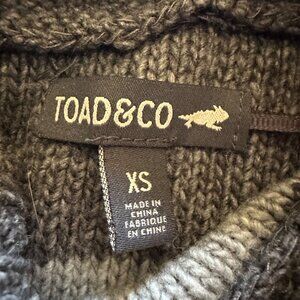 TOAD&CO
XS
MADE IN
CHINA
FABRIQUÉ
EN CHINE